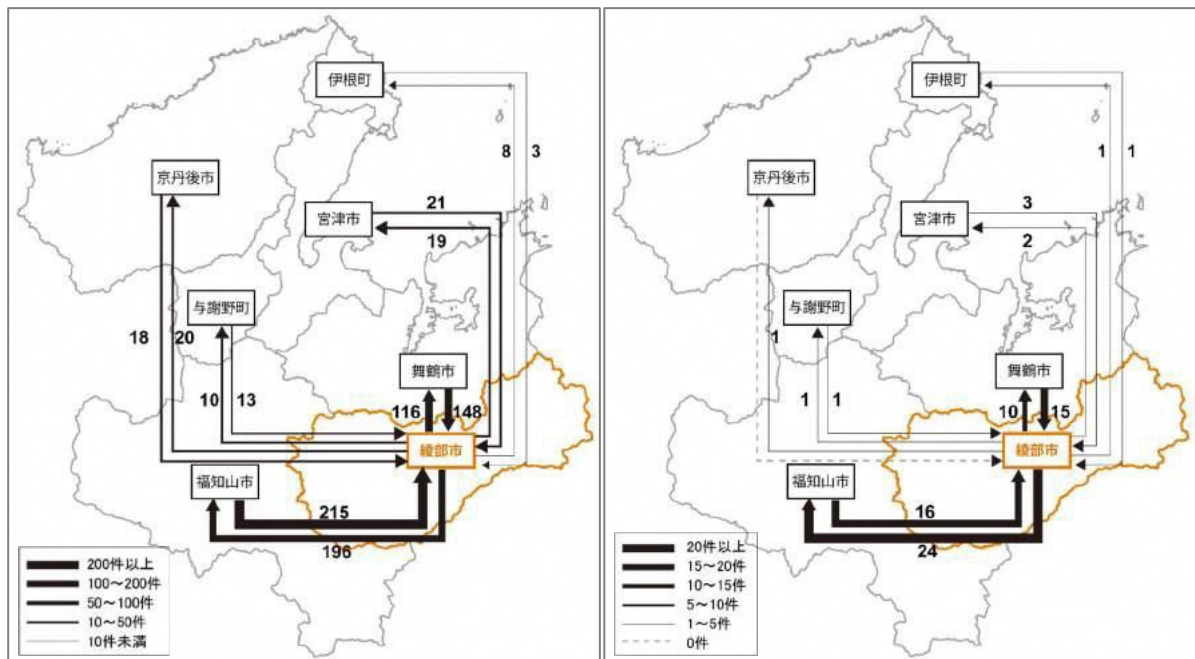 伊根町
8
3
京丹後市
宮津市
21
19
与謝野町
18
20
10
13
舞鶴市
116
148
綾部市
福知山市
215
196
200件以上
100～200件
50～100件
10～50件
10件未満
伊根町
1
1
京丹後市
宮津市
3
2
与謝野町
1
1
1
舞鶴市
10
15
綾部市
福知山市
16
24
20件以上
15～20件
10～15件
5～10件
1～5件
0件